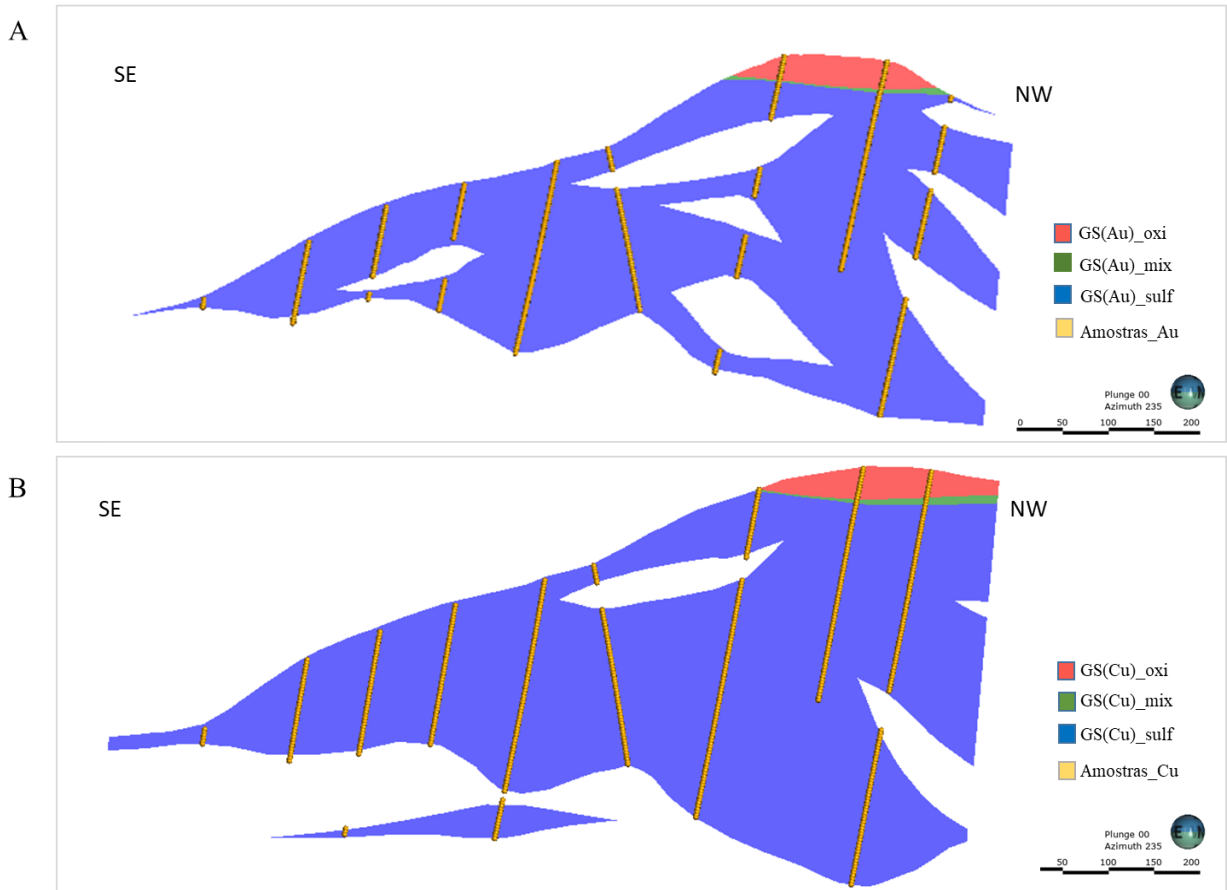 A
SE
NW
GS(Au)_oxi
GS(Au)_mix
GS(Au)_sulf
Amostras_Au
Plunge 00
Azimuth 235
0 50 100 150 200
B
SE
NW
GS(Cu)_oxi
GS(Cu)_mix
GS(Cu)_sulf
Amostras_Cu
Plunge 00
Azimuth 235
50 100 150 200